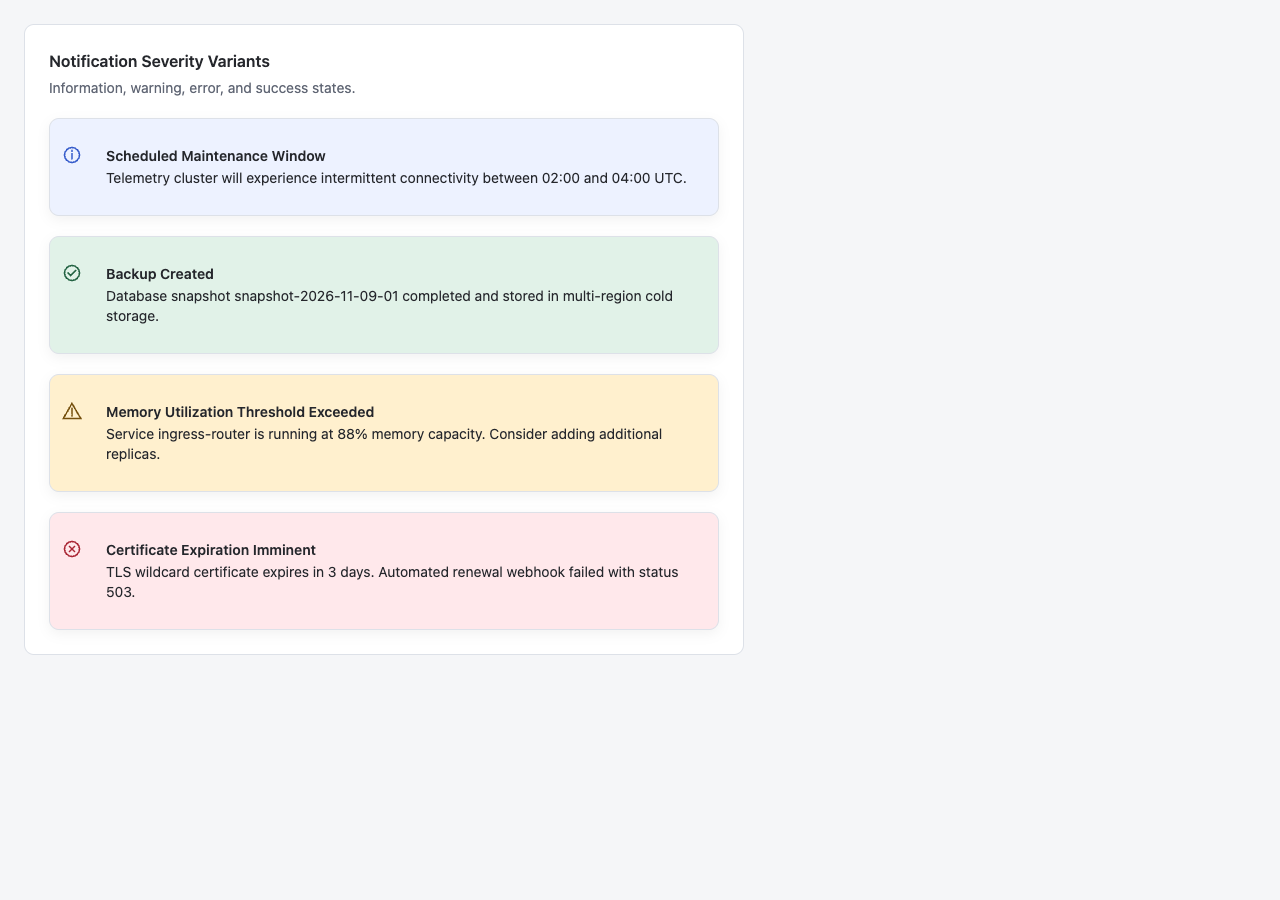 Notification Severity Variants
Information, warning, error, and success states.
Scheduled Maintenance Window
Telemetry cluster will experience intermittent connectivity between 02:00 and 04:00 UTC.
Backup Created
Database snapshot snapshot-2026-11-09-01 completed and stored in multi-region cold
storage.
Memory Utilization Threshold Exceeded
Service ingress-router is running at 88% memory capacity. Consider adding additional
replicas.
Certificate Expiration Imminent
TLS wildcard certificate expires in 3 days. Automated renewal webhook failed with status
503.